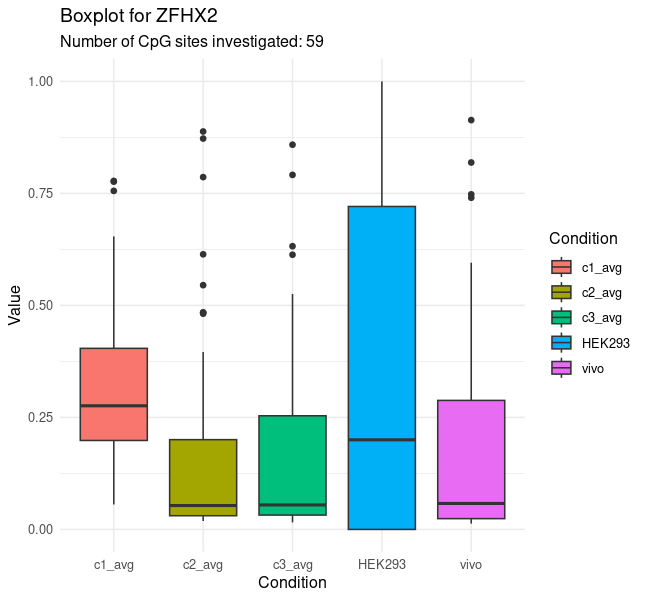 Boxplot for ZFHX2
Number of CpG sites investigated: 59
1.00
0.75
0.50
0.25
0.00
Value
c1_avg c2_avg c3_avg HEK293 vivo
Condition
Condition
c1_avg
c2_avg
c3_avg
HEK293
vivo